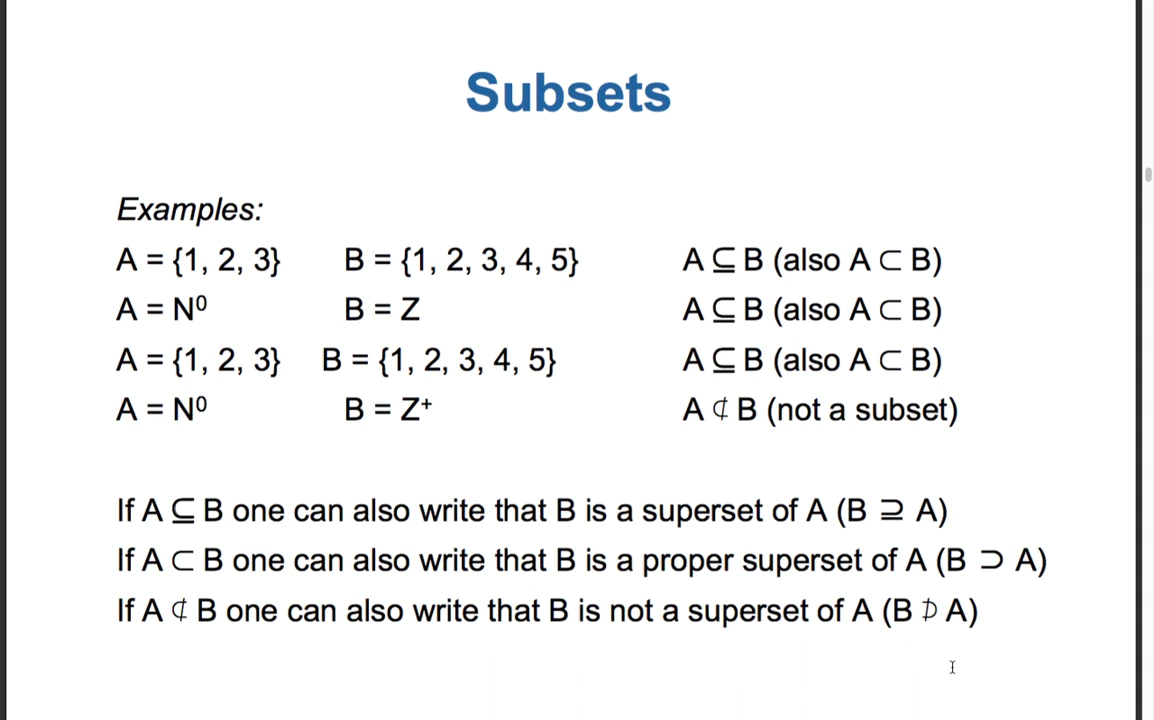 Subsets
Examples:
A = {1, 2, 3} B = {1, 2, 3, 4, 5} A ⊆ B (also A ⊂ B)
A = N⁰ B = Z A ⊆ B (also A ⊂ B)
A = {1, 2, 3} B = {1, 2, 3, 4, 5} A ⊆ B (also A ⊂ B)
A = N⁰ B = Z⁺ A ⊄ B (not a subset)
If A ⊆ B one can also write that B is a superset of A (B ⊇ A)
If A ⊂ B one can also write that B is a proper superset of A (B ⊃ A)
If A ⊄ B one can also write that B is not a superset of A (B ⊅ A)